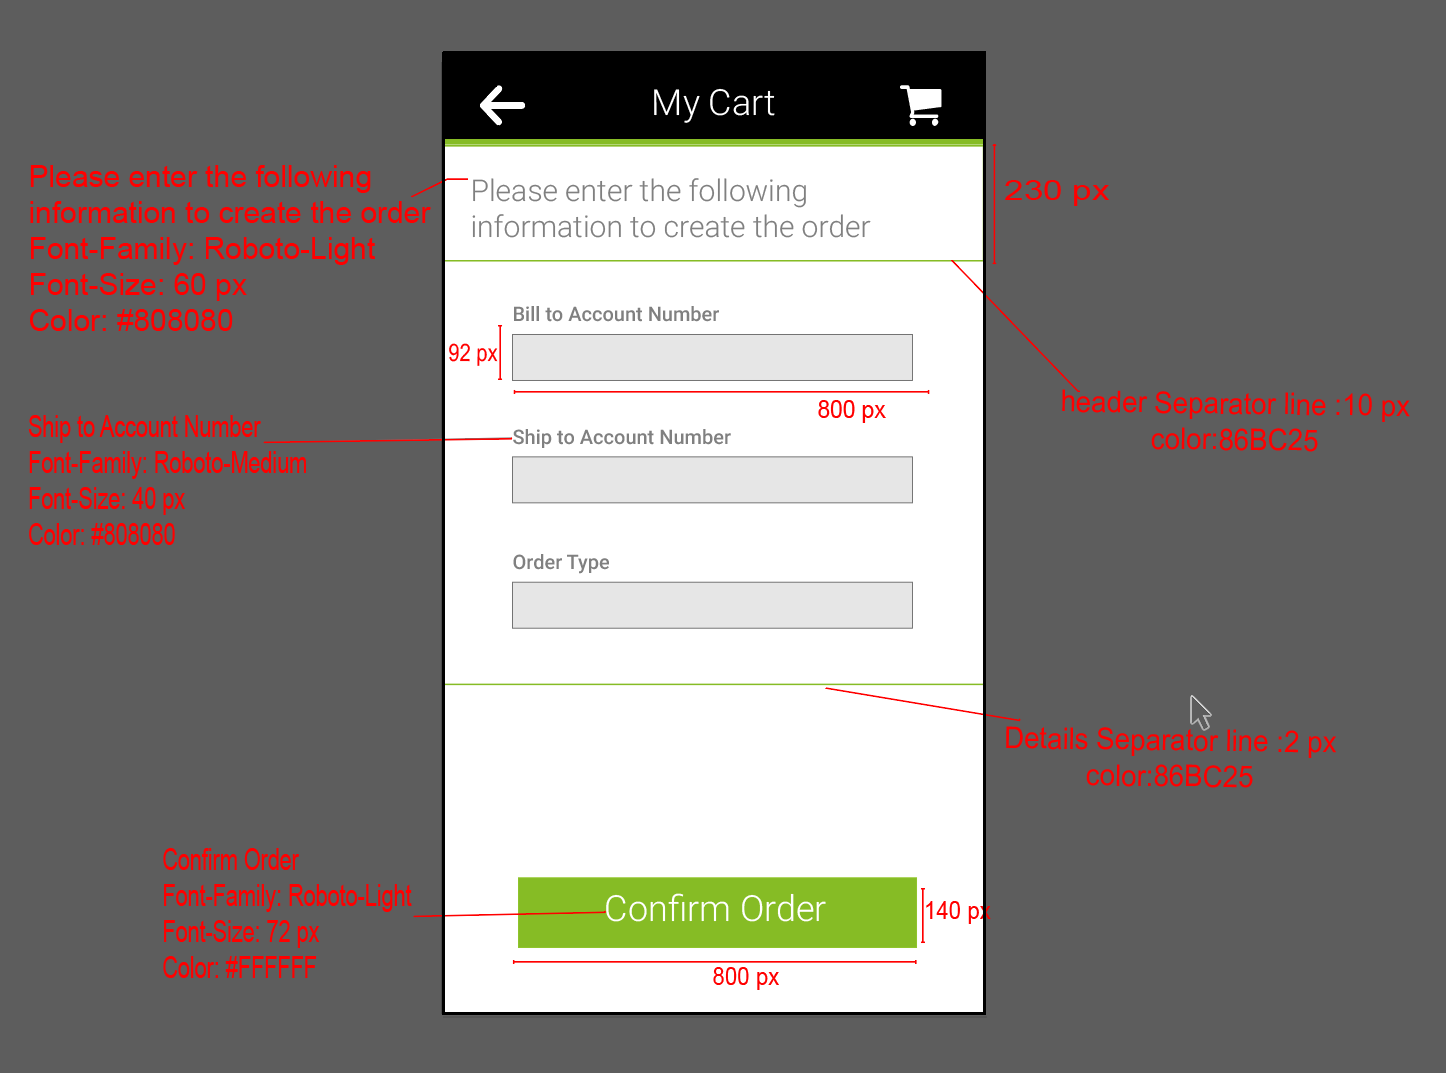 My Cart
Please enter the following
information to create the order
Font-Family: Roboto-Light
Font-Size: 60 px
Color: #808080
Please enter the following
information to create the order
230 px
Bill to Account Number
92 px
800 px
header Separator line :10 px
color:86BC25
Ship to Account Number
Font-Family: Roboto-Medium
Font-Size: 40 px
Color: #808080
Ship to Account Number
Order Type
Details Separator line :2 px
color:86BC25
Confirm Order
Font-Family: Roboto-Light
Font-Size: 72 px
Color: #FFFFFF
Confirm Order
140 px
800 px